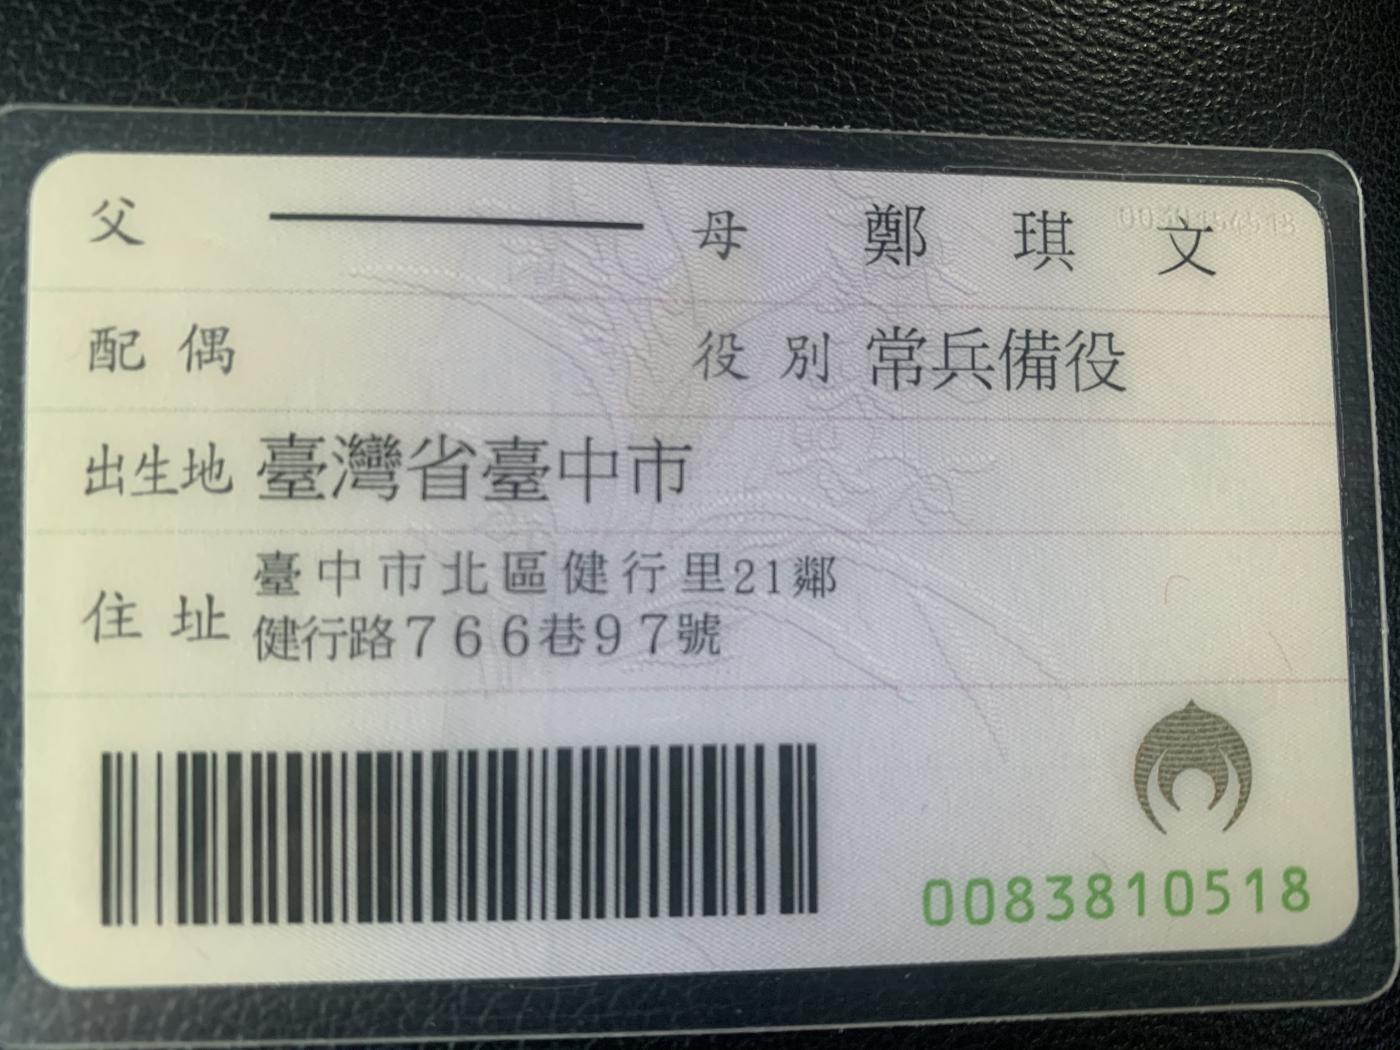 父 母 鄭琪文
配偶 役別 常兵備役
出生地 臺灣省臺中市
住址 臺中市北區健行里21鄰
健行路766巷97號
0083810518